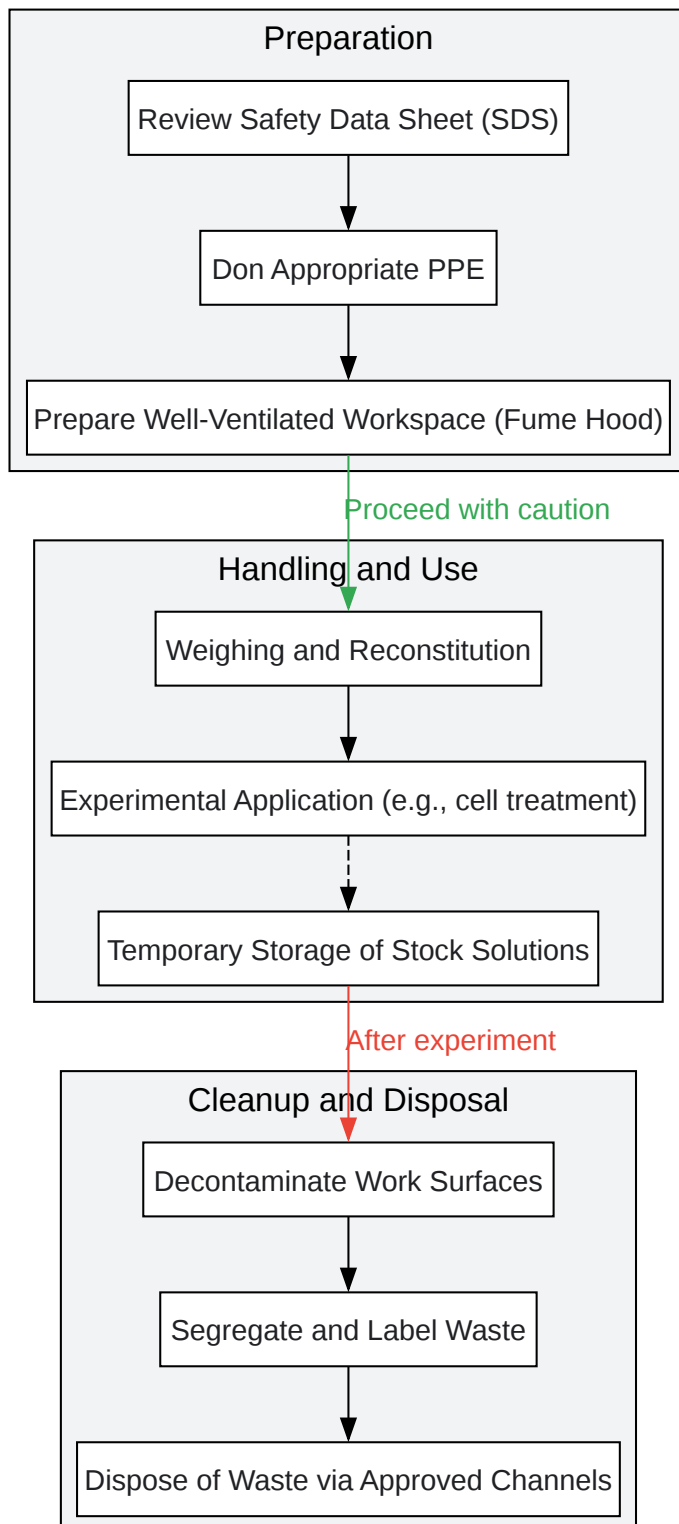 Preparation
Review Safety Data Sheet (SDS)
Don Appropriate PPE
Prepare Well-Ventilated Workspace (Fume Hood)
Proceed with caution
Handling and Use
Weighing and Reconstitution
Experimental Application (e.g., cell treatment)
Temporary Storage of Stock Solutions
After experiment
Cleanup and Disposal
Decontaminate Work Surfaces
Segregate and Label Waste
Dispose of Waste via Approved Channels